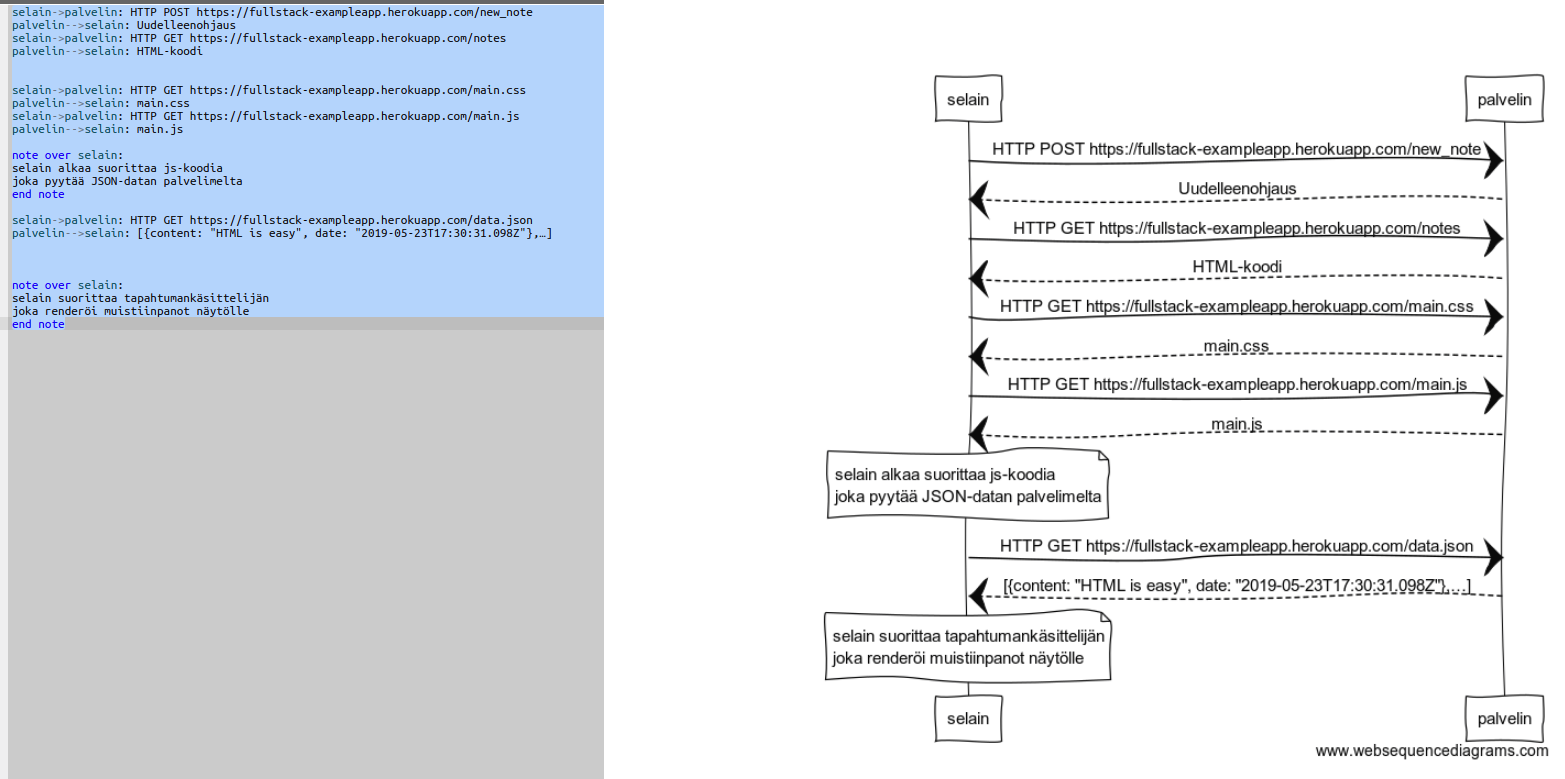 selain->palvelin: HTTP POST https://fullstack-exampleapp.herokuapp.com/new_note
palvelin-->selain: Uudelleenohjaus
selain->palvelin: HTTP GET https://fullstack-exampleapp.herokuapp.com/notes
palvelin-->selain: HTML-koodi
selain->palvelin: HTTP GET https://fullstack-exampleapp.herokuapp.com/main.css
palvelin-->selain: main.css
selain->palvelin: HTTP GET https://fullstack-exampleapp.herokuapp.com/main.js
palvelin-->selain: main.js
note over selain:
selain alkaa suorittaa js-koodia
joka pyytää JSON-datan palvelimelta
end note
selain->palvelin: HTTP GET https://fullstack-exampleapp.herokuapp.com/data.json
palvelin-->selain: [{content: "HTML is easy", date: "2019-05-23T17:30:31.098Z"},…]
note over selain:
selain suorittaa tapahtumankäsittelijän
joka renderöi muistiinpanot näytölle
end note
selain
palvelin
HTTP POST https://fullstack-exampleapp.herokuapp.com/new_note
Uudelleenohjaus
HTTP GET https://fullstack-exampleapp.herokuapp.com/notes
HTML-koodi
HTTP GET https://fullstack-exampleapp.herokuapp.com/main.css
main.css
HTTP GET https://fullstack-exampleapp.herokuapp.com/main.js
main.js
selain alkaa suorittaa js-koodia
joka pyytää JSON-datan palvelimelta
HTTP GET https://fullstack-exampleapp.herokuapp.com/data.json
[{content: "HTML is easy", date: "2019-05-23T17:30:31.098Z"},…]
selain suorittaa tapahtumankäsittelijän
joka renderöi muistiinpanot näytölle
selain
palvelin
www.websequencediagrams.com